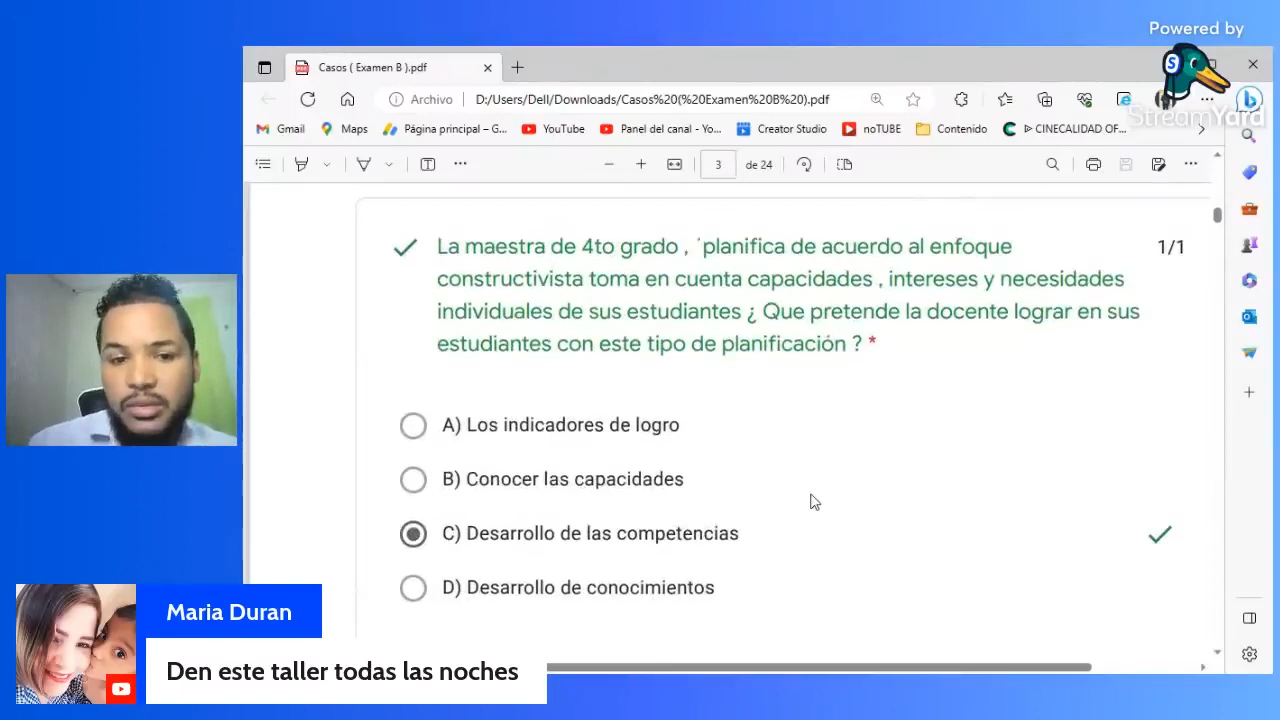 Powered by
StreamYard
Casos ( Examen B ).pdf
Archivo
D:/Users/Dell/Downloads/Casos%20(%20Examen%20B%20).pdf
Gmail
Maps
Página principal – G...
YouTube
Panel del canal - Yo...
Creator Studio
noTUBE
Contenido
▷ CINECALIDAD OF...
3
de 24
La maestra de 4to grado , ´planifica de acuerdo al enfoque
constructivista toma en cuenta capacidades , intereses y necesidades
individuales de sus estudiantes ¿ Que pretende la docente lograr en sus
estudiantes con este tipo de planificación ? *
1/1
A) Los indicadores de logro
B) Conocer las capacidades
C) Desarrollo de las competencias
D) Desarrollo de conocimientos
Maria Duran
Den este taller todas las noches